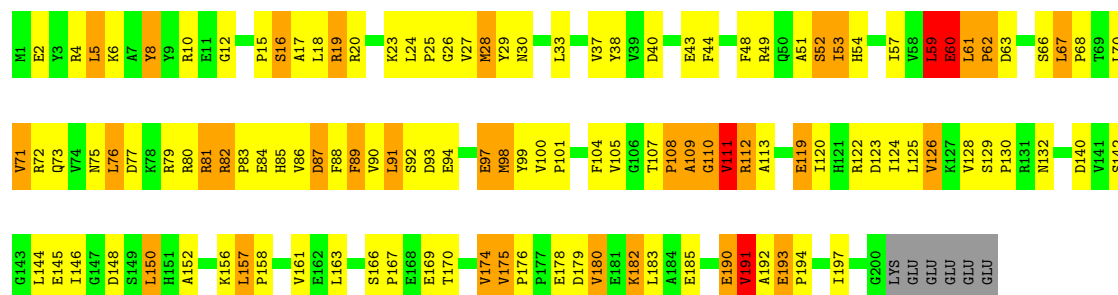 M1 E2 Y3 R4 L5 K6 A7 Y8 Y9 R10 E11 G12 P15 S16 A17 L18 R19 R20 K23 L24 P25 G26 V27 M28 Y29 N30 L33 V37 Y38 V39 D40 E43 F44 F48 R49 Q50 A51 S52 I53 H54 I57 V58 L59 E60 L61 P62 D63 S66 L67 P68 T69 L70
V71 R72 Q73 V74 N75 L76 D77 K78 R79 R80 R81 R82 P83 E84 H85 V86 D87 F88 F89 V90 L91 S92 D93 E94 E97 M98 Y99 V100 P101 F104 V105 G106 T107 P108 A109 G110 V111 R112 A113 E119 I120 H121 R122 D123 I124 L125 V126 K127 V128 S129 P130 R131 N132 D140 V141 S142
G143 L144 E145 I146 G147 D148 S149 L150 H151 A152 K156 L157 P158 V161 E162 L163 S166 P167 E168 E169 T170 V174 V175 P176 P177 E178 D179 V180 E181 K182 L183 A184 E185 E190 V191 A192 E193 P194 I197 G200 LYS GLU GLU GLU GLU GLU